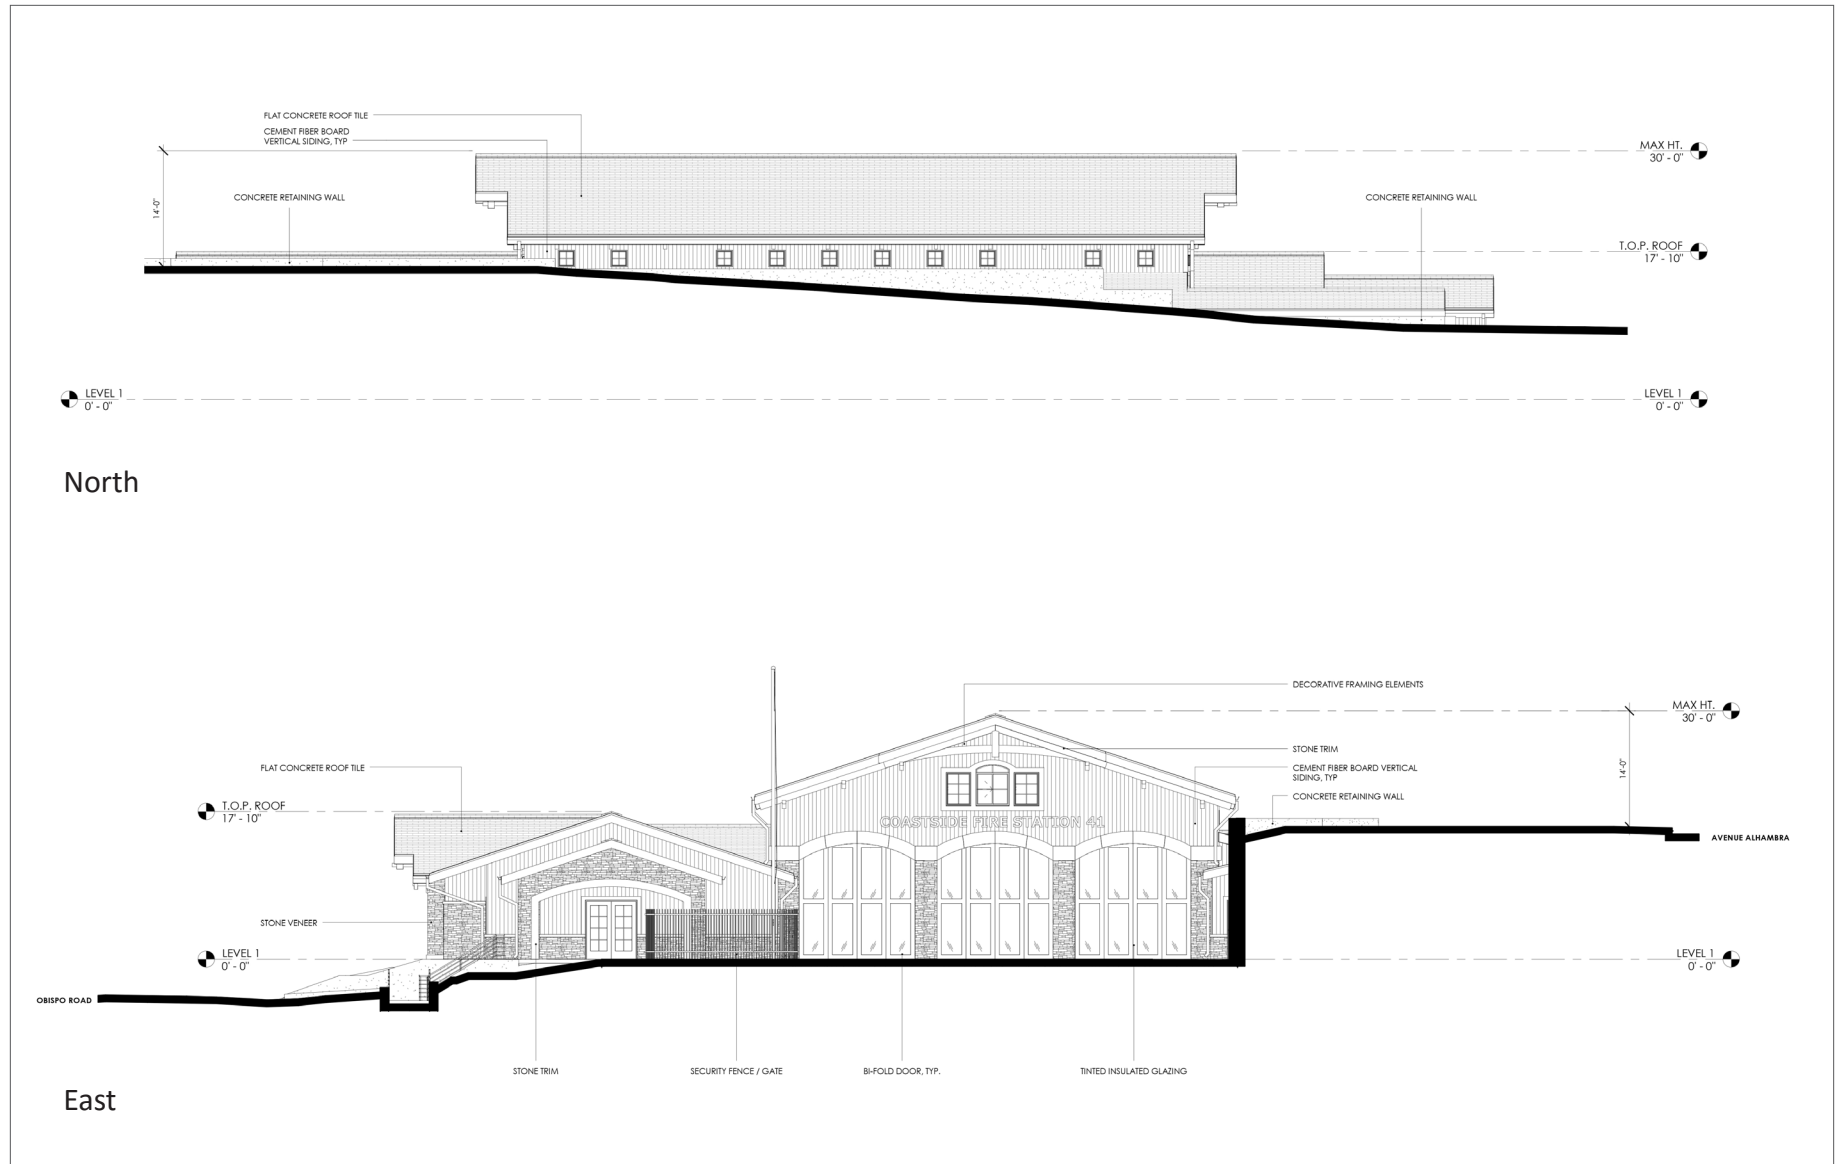 FLAT CONCRETE ROOF TILE
CEMENT FIBER BOARD
VERTICAL SIDING, TYP
MAX HT.
30' - 0"
CONCRETE RETAINING WALL
14'-0"
CONCRETE RETAINING WALL
T.O.P. ROOF
17' - 10"
LEVEL 1
0' - 0"
LEVEL 1
0' - 0"
North
DECORATIVE FRAMING ELEMENTS
MAX HT.
30' - 0"
STONE TRIM
FLAT CONCRETE ROOF TILE
CEMENT FIBER BOARD VERTICAL
SIDING, TYP
14'-0"
CONCRETE RETAINING WALL
T.O.P. ROOF
17' - 10"
COASTSIDE FIRE STATION 41
AVENUE ALHAMBRA
STONE VENEER
LEVEL 1
0' - 0"
LEVEL 1
0' - 0"
OBISPO ROAD
STONE TRIM
SECURITY FENCE / GATE
BI-FOLD DOOR, TYP.
TINTED INSULATED GLAZING
East